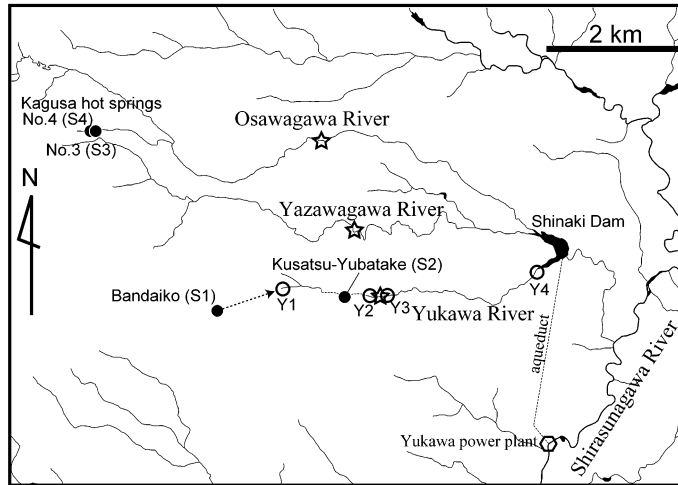 2 km
Kagusa hot springs
No.4 (S4)
No.3 (S3)
Osawagawa River
N
Yazawagawa River
Shinaki Dam
Kusatsu-Yubatake (S2)
Bandaiko (S1)
Y1
Y2
Y3
Y4
Yukawa River
aqueduct
Shirasunagawa River
Yukawa power plant